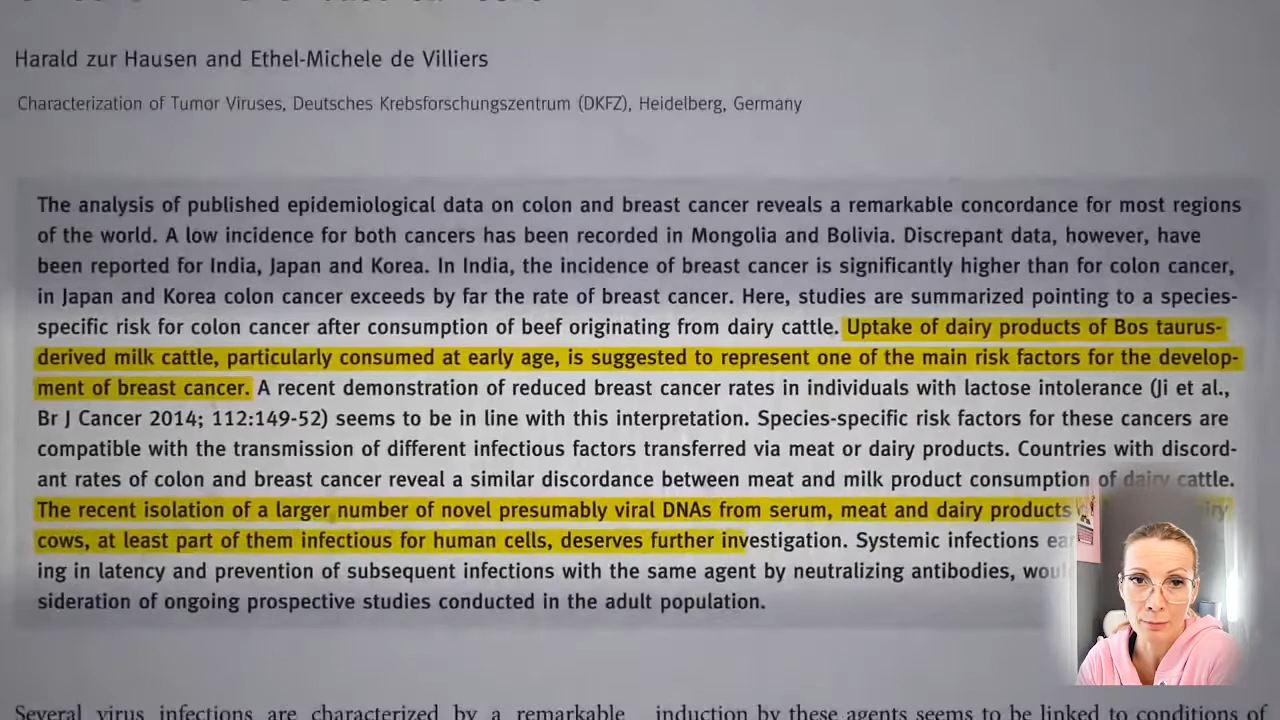 Harald zur Hausen and Ethel-Michele de Villiers
Characterization of Tumor Viruses, Deutsches Krebsforschungszentrum (DKFZ), Heidelberg, Germany
The analysis of published epidemiological data on colon and breast cancer reveals a remarkable concordance for most regions
of the world. A low incidence for both cancers has been recorded in Mongolia and Bolivia. Discrepant data, however, have
been reported for India, Japan and Korea. In India, the incidence of breast cancer is significantly higher than for colon cancer,
in Japan and Korea colon cancer exceeds by far the rate of breast cancer. Here, studies are summarized pointing to a species-
specific risk for colon cancer after consumption of beef originating from dairy cattle. Uptake of dairy products of Bos taurus-
derived milk cattle, particularly consumed at early age, is suggested to represent one of the main risk factors for the develop-
ment of breast cancer. A recent demonstration of reduced breast cancer rates in individuals with lactose intolerance (Ji et al.,
Br J Cancer 2014; 112:149-52) seems to be in line with this interpretation. Species-specific risk factors for these cancers are
compatible with the transmission of different infectious factors transferred via meat or dairy products. Countries with discord-
ant rates of colon and breast cancer reveal a similar discordance between meat and milk product consumption of dairy cattle.
The recent isolation of a larger number of novel presumably viral DNAs from serum, meat and dairy products
cows, at least part of them infectious for human cells, deserves further investigation. Systemic infections
ing in latency and prevention of subsequent infections with the same agent by neutralizing antibodies,
sideration of ongoing prospective studies conducted in the adult population.
Several virus infections are characterized by a remarkable induction by these agents seems to be linked to conditions of